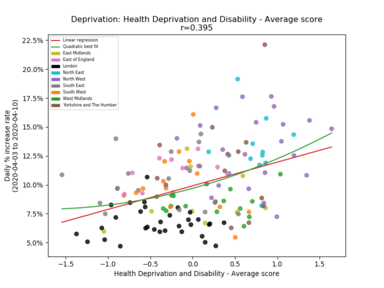 Deprivation: Health Deprivation and Disability - Average score
r=0.395
Linear regression
Quadratic best fit
East Midlands
East of England
London
North East
North West
South East
South West
West Midlands
Yorkshire and The Humber
22.5%
20.0%
17.5%
15.0%
12.5%
10.0%
7.5%
5.0%
Daily % increase rate
(2020-04-03 to 2020-04-10)
−1.5
−1.0
−0.5
0.0
0.5
1.0
1.5
Health Deprivation and Disability - Average score